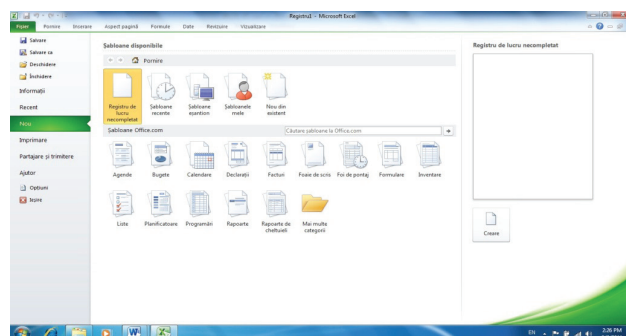 Registru1 - Microsoft Excel
Fișier Pornire Inserare Aspect pagină Formule Date Revizuire Vizualizare
Salvare
Salvare ca
Deschidere
Închidere
Informații
Recent
Nou
Imprimare
Partajare și trimitere
Ajutor
Opțiuni
Ieșire
Șabloane disponibile
Pornire
Registru de lucru necompletat
Șabloane recente
Șabloane eșantion
Șabloanele mele
Nou din existent
Șabloane Office.com
Căutare șabloane la Office.com
Agende Bugete Calendare Declarații Facturi Foaie de scris Foi de pontaj Formulare Inventare
Liste Planificatoare Programări Rapoarte Rapoarte de cheltuieli Mai multe categorii
Registru de lucru necompletat
Creare
EN
2:26 PM